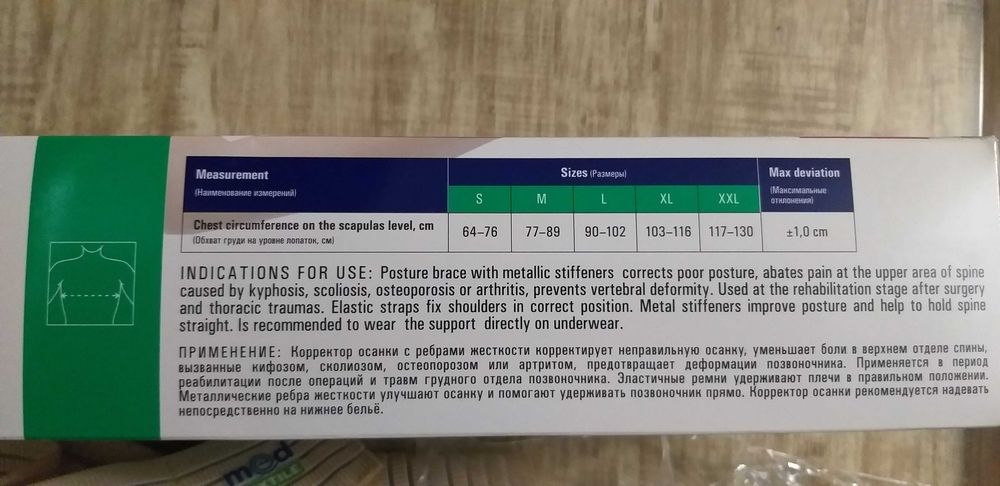 Measurement
(Наименование измерений)
Sizes (Размеры)
Max deviation
(Максимальные
отклонения)
S M L XL XXL
Chest circumference on the scapulas level, cm
(Обхват груди на уровне лопаток, см)
64–76 77–89 90–102 103–116 117–130 ±1,0 cm
INDICATIONS FOR USE: Posture brace with metallic stiffeners corrects poor posture, abates pain at the upper area of spine
caused by kyphosis, scoliosis, osteoporosis or arthritis, prevents vertebral deformity. Used at the rehabilitation stage after surgery
and thoracic traumas. Elastic straps fix shoulders in correct position. Metal stiffeners improve posture and help to hold spine
straight. Is recommended to wear the support directly on underwear.
ПРИМЕНЕНИЕ: Корректор осанки с ребрами жесткости корректирует неправильную осанку, уменьшает боли в верхнем отделе спины,
вызванные кифозом, сколиозом, остеопорозом или артритом, предотвращает деформации позвоночника. Применяется в период
реабилитации после операций и травм грудного отдела позвоночника. Эластичные ремни удерживают плечи в правильном положении.
Металлические ребра жесткости улучшают осанку и помогают удерживать позвоночник прямо. Корректор осанки рекомендуется надевать
непосредственно на нижнее бельё.
med